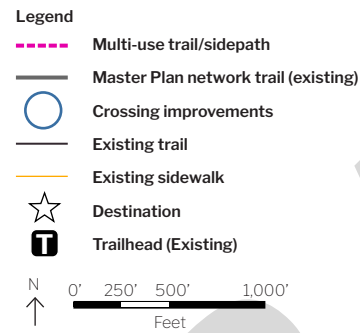 Legend
Multi-use trail/sidepath
Master Plan network trail (existing)
Crossing improvements
Existing trail
Existing sidewalk
Destination
T Trailhead (Existing)
N 0' 250' 500' 1,000'
Feet